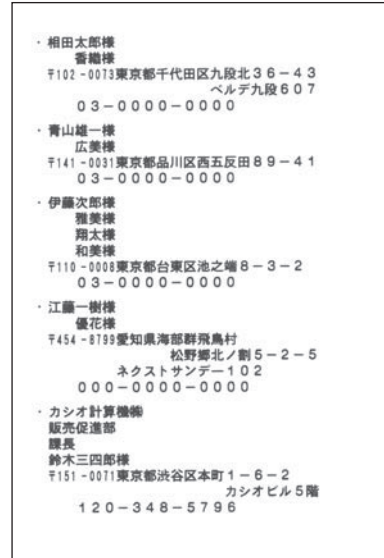 ・相田太郎様
香織様
〒102-0073東京都千代田区九段北36-43
ベルデ九段607
03-0000-0000
・青山雄一様
広美様
〒141-0031東京都品川区西五反田89-41
03-0000-0000
・伊藤次郎様
雅美様
翔太様
和美様
〒110-0008東京都台東区池之端8-3-2
03-0000-0000
・江藤一樹様
優花様
〒454-8799愛知県海部群飛鳥村
松野郷北ノ割5-2-5
ネクストサンデー102
000-0000-0000
・カシオ計算機㈱
販売促進部
課長
鈴木三四郎様
〒151-0071東京都渋谷区本町1-6-2
カシオビル5階
120-348-5796